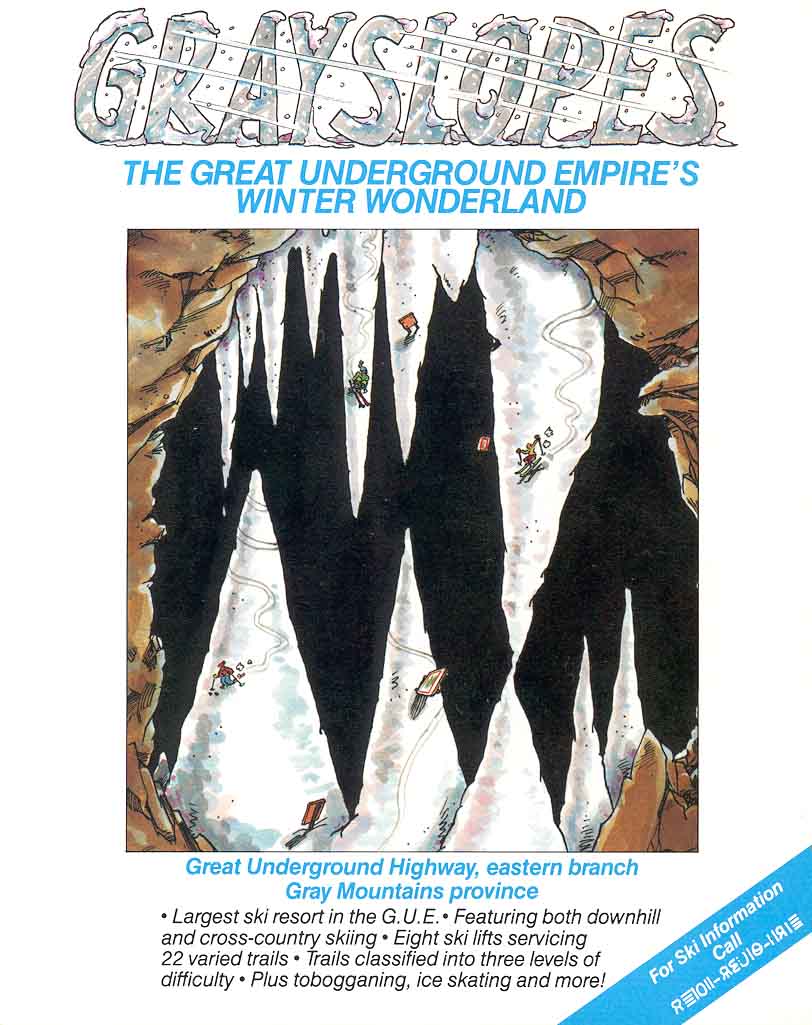 GRAYSLOPES
THE GREAT UNDERGROUND EMPIRE'S
WINTER WONDERLAND
Great Underground Highway, eastern branch
Gray Mountains province
• Largest ski resort in the G.U.E. • Featuring both downhill
and cross-country skiing • Eight ski lifts servicing
22 varied trails • Trails classified into three levels of
difficulty • Plus tobogganing, ice skating and more!
For Ski Information
Call